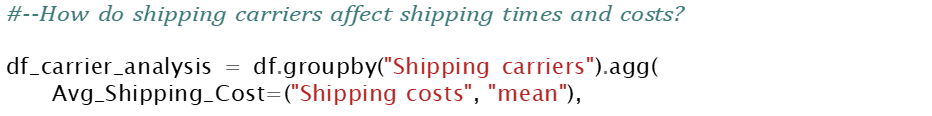 #--How do shipping carriers affect shipping times and costs?
df_carrier_analysis = df.groupby("Shipping carriers").agg(
Avg_Shipping_Cost=("Shipping costs", "mean"),